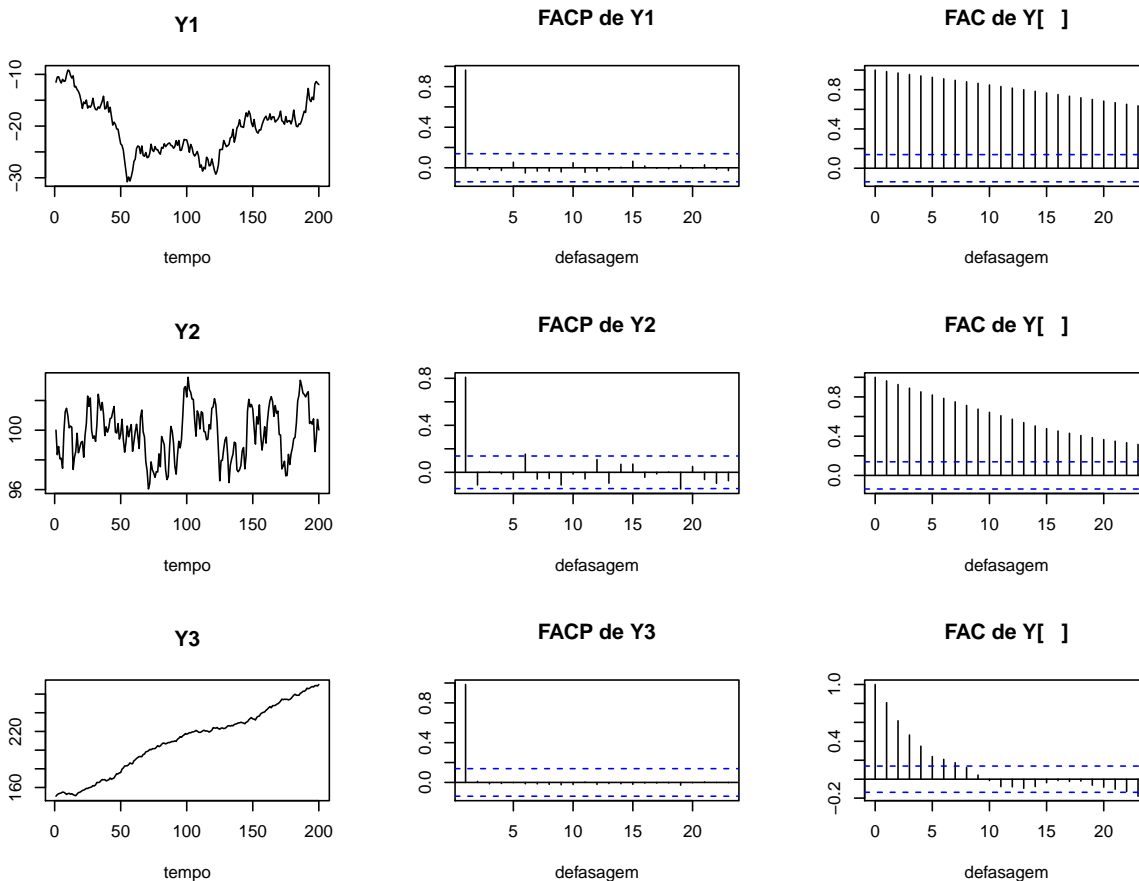 Y1
FACP de Y1
FAC de Y[ ]
−10
−20
−30
0 50 100 150 200
tempo
0.8
0.4
0.0
5 10 15 20
defasagem
0.8
0.4
0.0
0 5 10 15 20
defasagem
Y2
FACP de Y2
FAC de Y[ ]
100
96
0 50 100 150 200
tempo
0.8
0.4
0.0
5 10 15 20
defasagem
0.8
0.4
0.0
0 5 10 15 20
defasagem
Y3
FACP de Y3
FAC de Y[ ]
220
160
0 50 100 150 200
tempo
0.8
0.4
0.0
5 10 15 20
defasagem
1.0
0.4
−0.2
0 5 10 15 20
defasagem